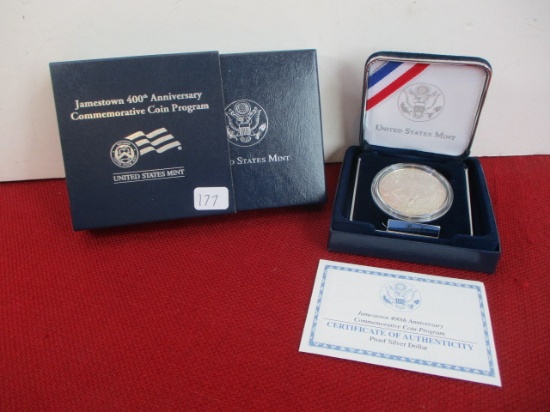 Jamestown 400th Anniversary
Commemorative Coin Program
UNITED STATES MINT
177
STATES MINT
UNITED STATES MINT
Jamestown 400th Anniversary
Commemorative Coin Program
CERTIFICATE OF AUTHENTICITY
Proof Silver Dollar